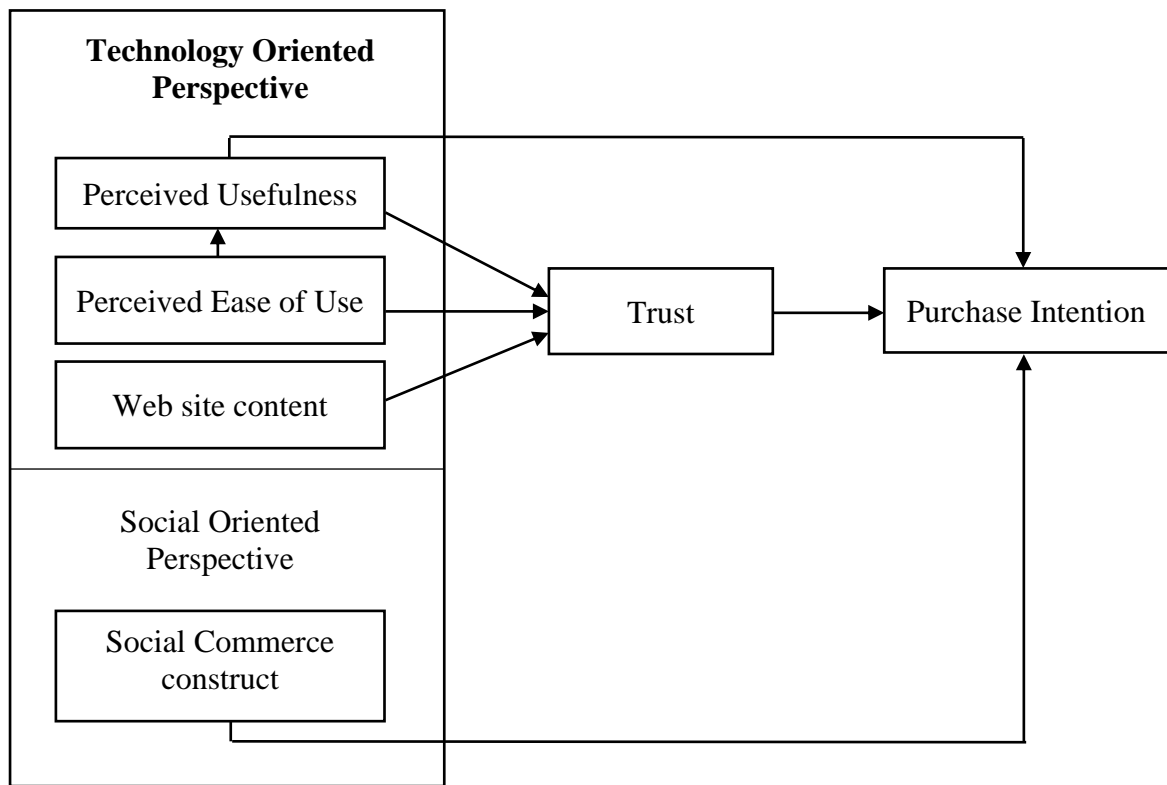 Technology Oriented
Perspective
Perceived Usefulness
Perceived Ease of Use
Web site content
Trust
Purchase Intention
Social Oriented
Perspective
Social Commerce
construct